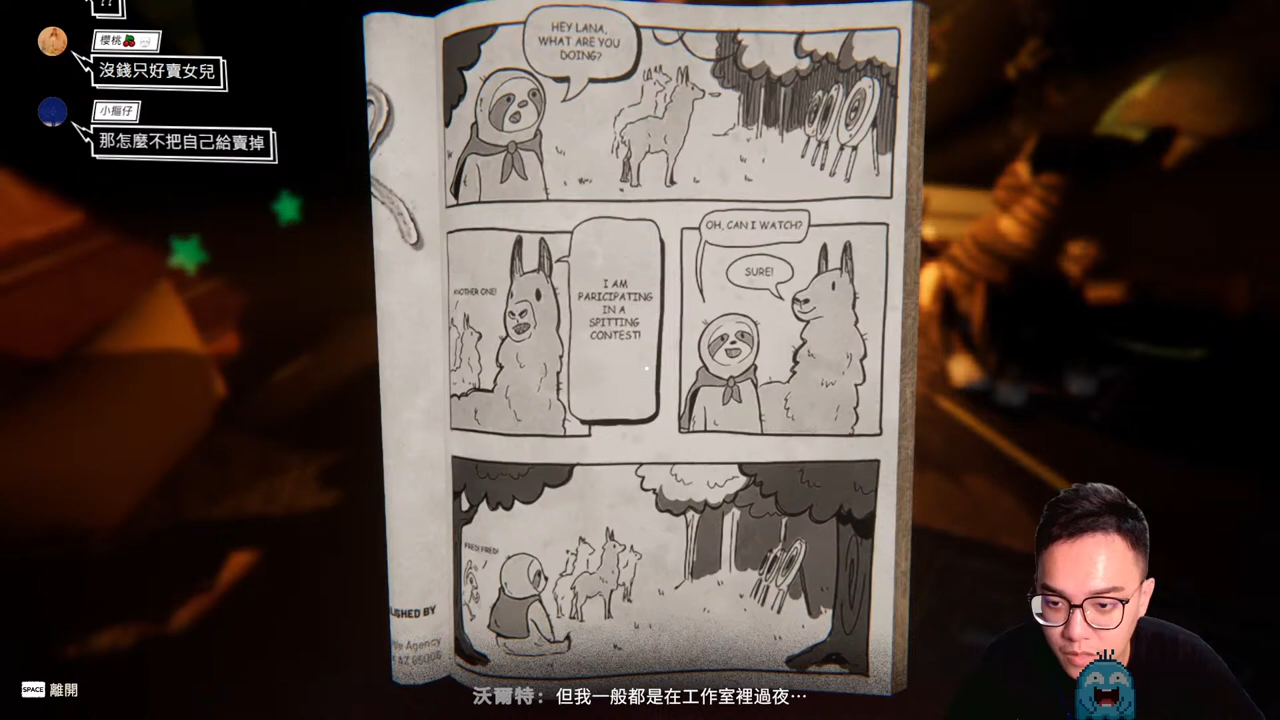 ??
櫻桃🍒
沒錢只好賣女兒
小摳仔
那怎麼不把自己給賣掉
HEY LANA,
WHAT ARE YOU
DOING?
ANOTHER ONE!
I AM
PARICIPATING
IN A
SPITTING
CONTEST!
OH, CAN I WATCH?
SURE!
FRED! FRED!
LISHED BY
Agency
SPACE 離開
沃爾特：但我一般都是在工作室裡過夜⋯